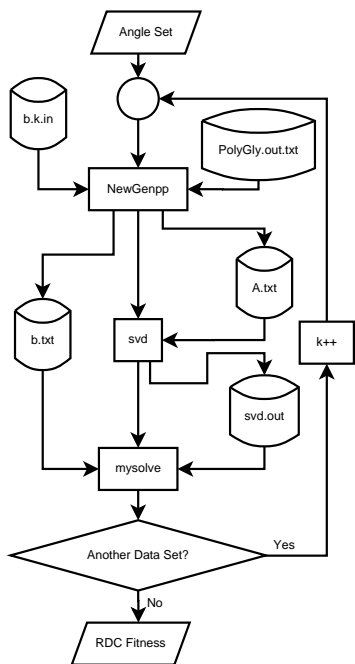 Angle Set
b.k.in
PolyGly.out.txt
NewGenpp
A.txt
b.txt
svd
k++
svd.out
mysolve
Another Data Set?
Yes
No
RDC Fitness